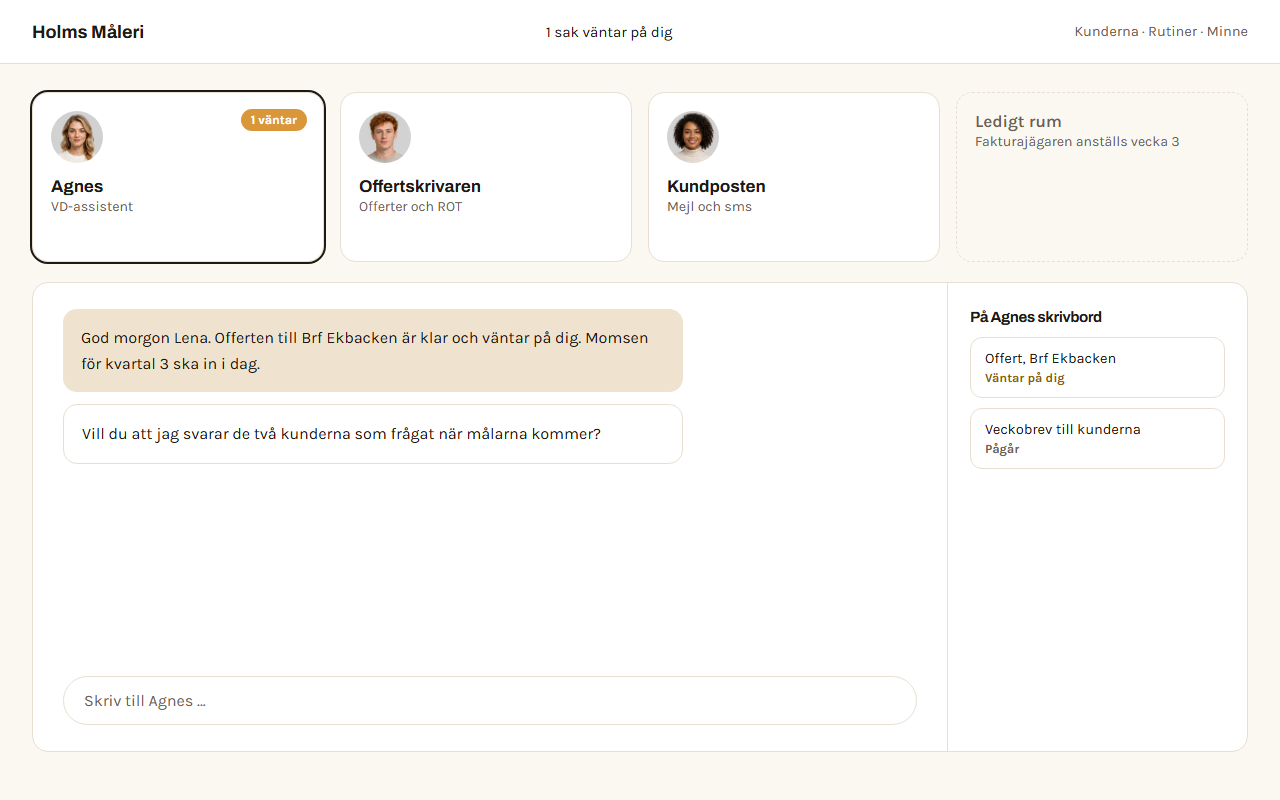 Holms Måleri
1 sak väntar på dig
Kunderna · Rutiner · Minne
1 väntar
Agnes
VD-assistent
Offertskrivaren
Offerter och ROT
Kundposten
Mejl och sms
Ledigt rum
Fakturajägaren anställs vecka 3
God morgon Lena. Offerten till Brf Ekbacken är klar och väntar på dig. Momsen
för kvartal 3 ska in i dag.
Vill du att jag svarar de två kunderna som frågat när målarna kommer?
Skriv till Agnes ...
På Agnes skrivbord
Offert, Brf Ekbacken
Väntar på dig
Veckobrev till kunderna
Pågår